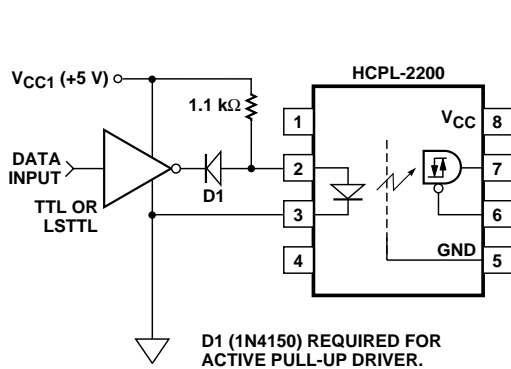 HCPL-2200
VCC1 (+5 V)
1.1 kΩ
DATA
INPUT
TTL OR
LSTTL
D1
1
2
3
4
VCC
8
7
6
GND
5
D1 (1N4150) REQUIRED FOR
ACTIVE PULL-UP DRIVER.